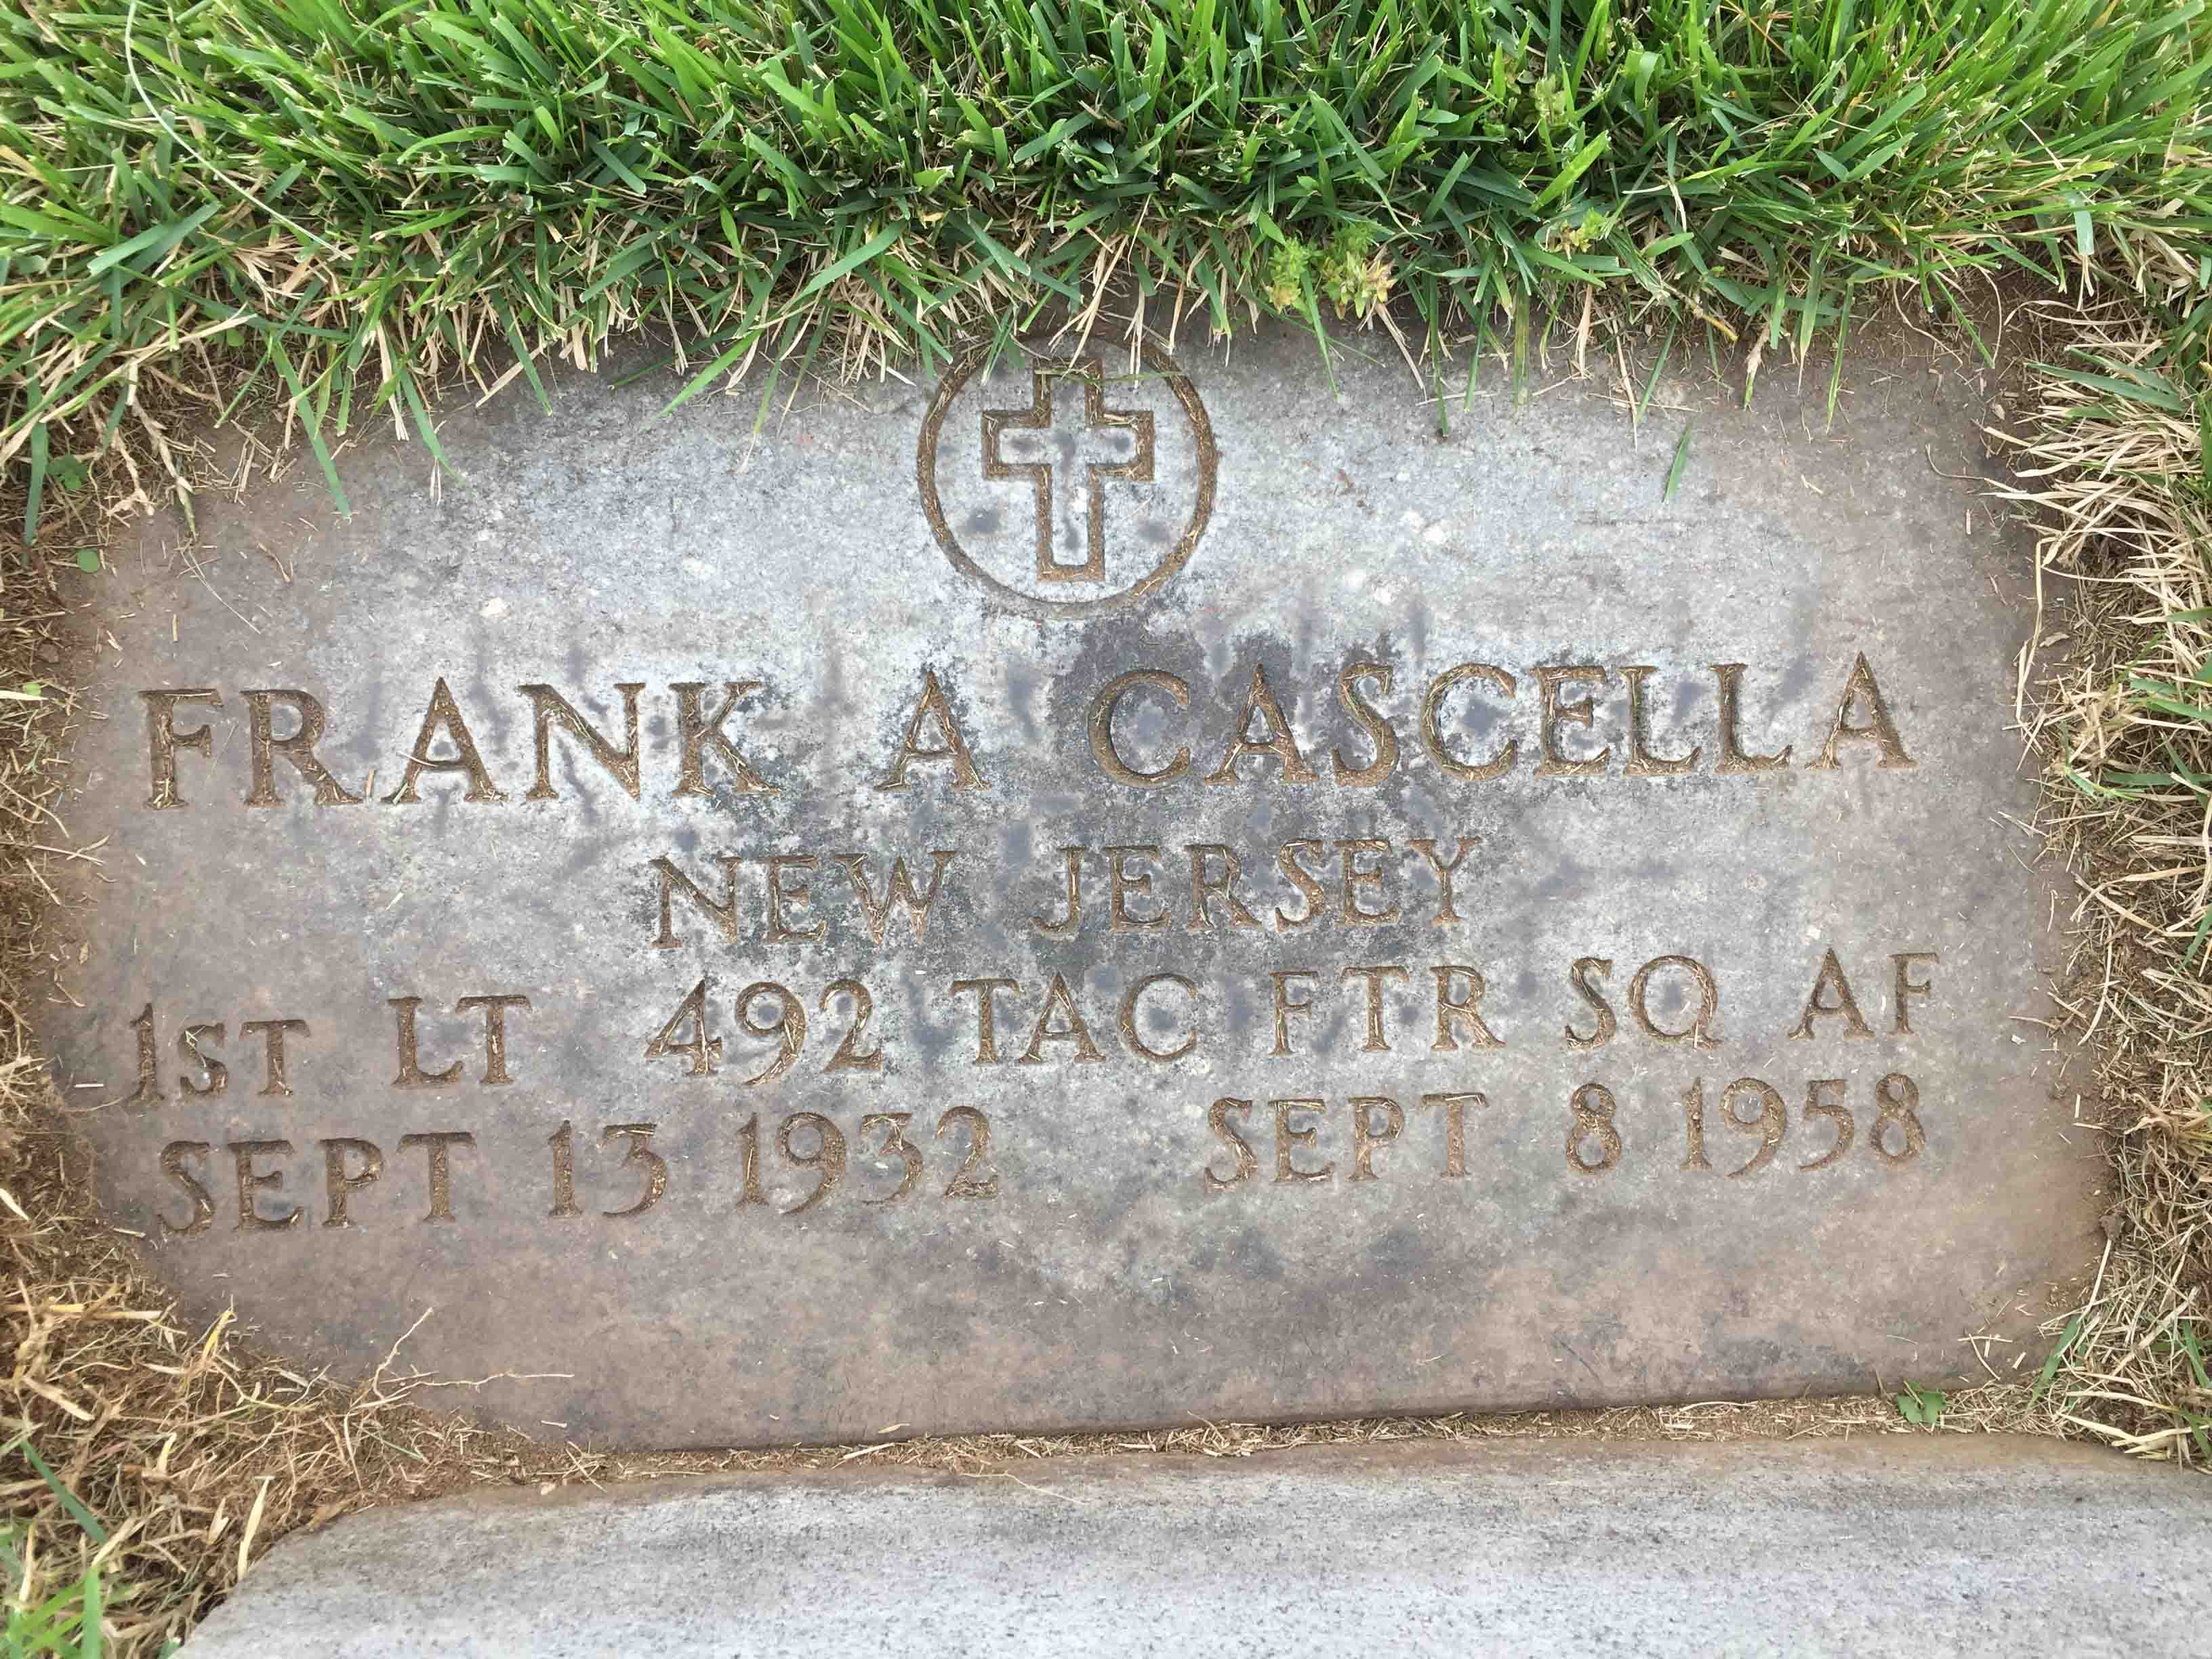 FRANK A CASCELLA
NEW JERSEY
1ST LT 492 TAC FTR SQ AF
SEPT 13 1932 SEPT 8 1958